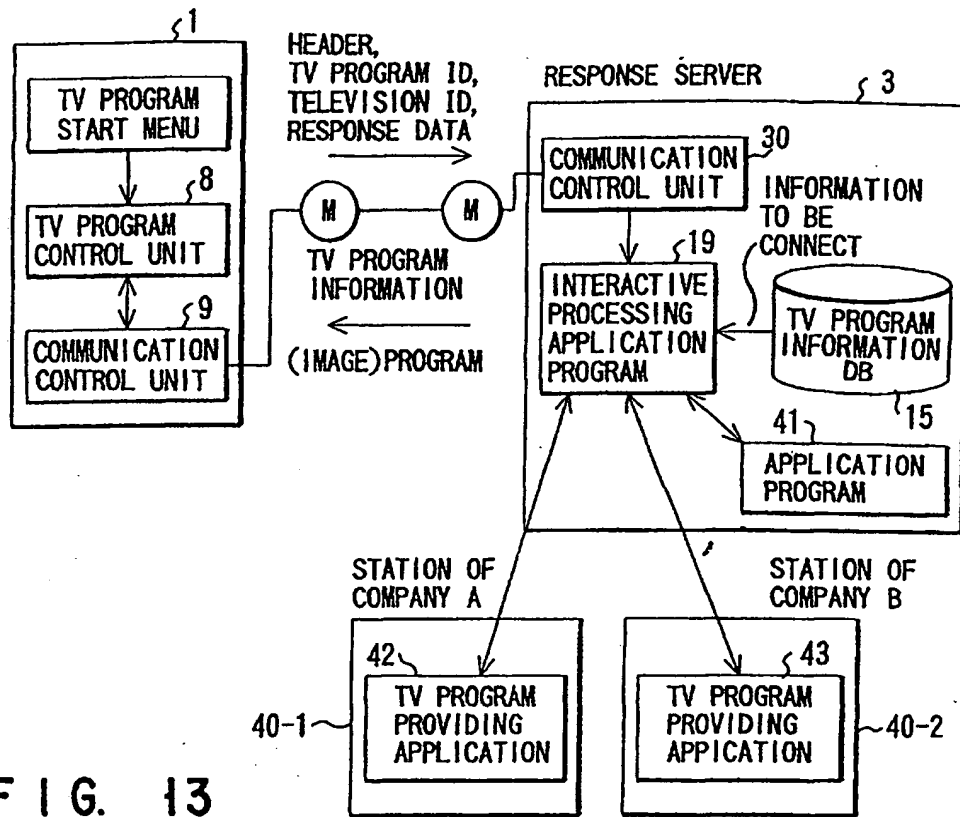 1
TV PROGRAM
START MENU
8
TV PROGRAM
CONTROL UNIT
9
COMMUNICATION
CONTROL UNIT
HEADER,
TV PROGRAM ID,
TELEVISION ID,
RESPONSE DATA
M
M
TV PROGRAM
INFORMATION
(IMAGE)PROGRAM
RESPONSE SERVER
3
30
COMMUNICATION
CONTROL UNIT
INFORMATION
TO BE
CONNECT
19
INTERACTIVE
PROCESSING
APPLICATION
PROGRAM
TV PROGRAM
INFORMATION
DB
15
41
APPLICATION
PROGRAM
STATION OF
COMPANY A
42
TV PROGRAM
PROVIDING
APPLICATION
40-1
STATION OF
COMPANY B
43
TV PROGRAM
PROVIDING
APPICATION
40-2
FIG. 13